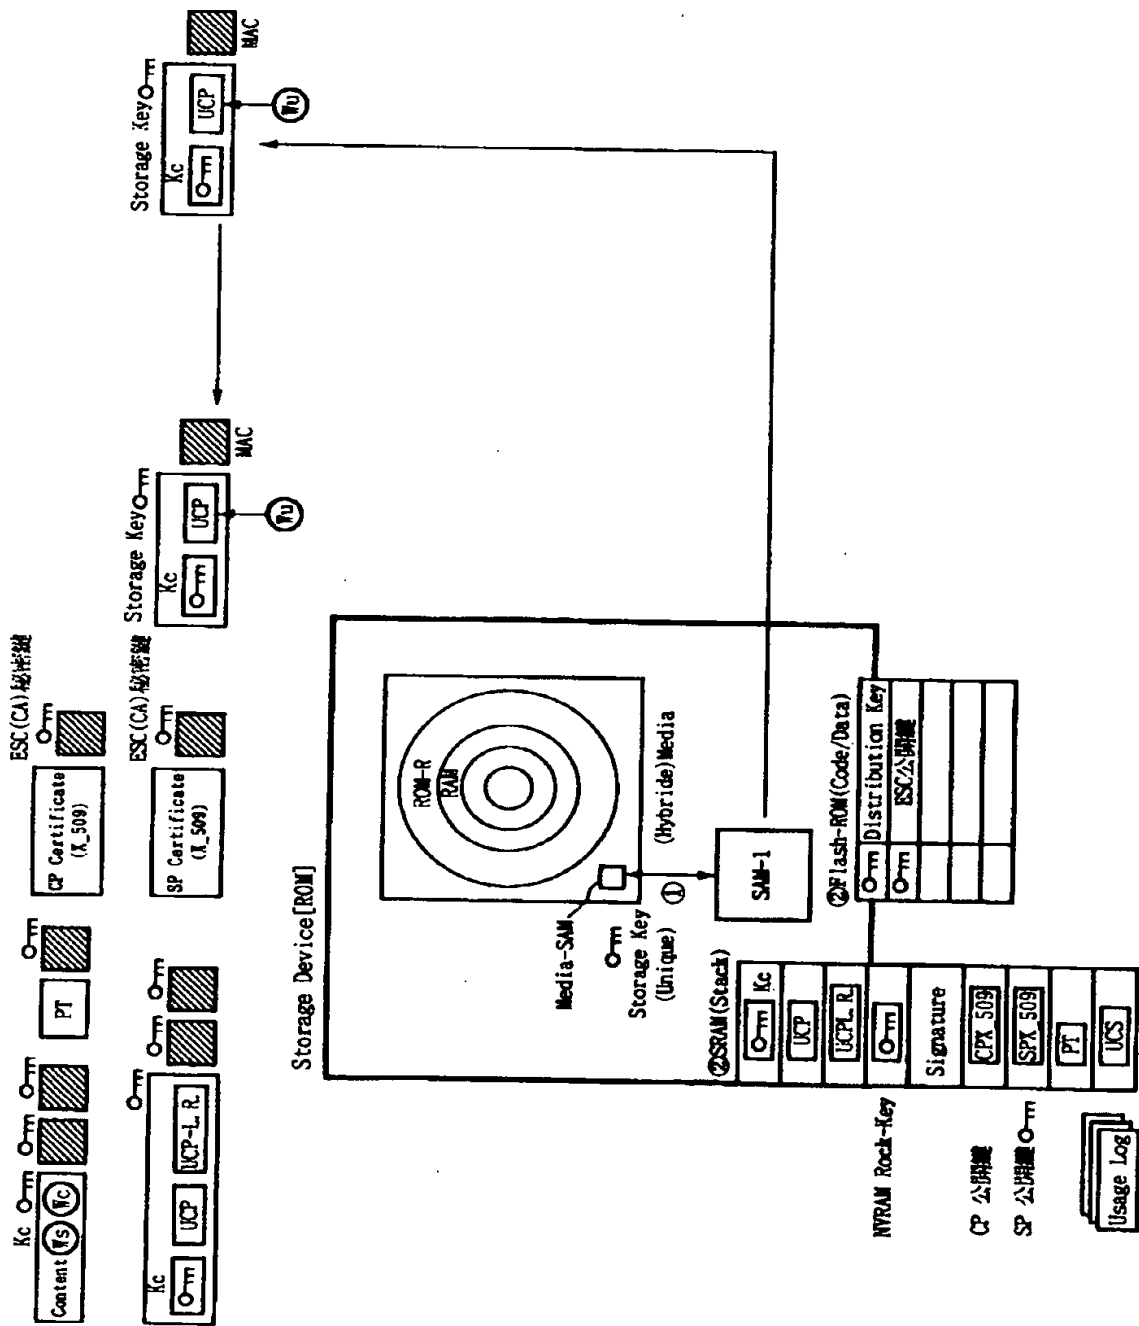 Kc
Content Ws Wc
PT
CP Certificate
(X_509)
ESC(CA)秘密鍵
Kc
UCP
UCP-L.R.
SP Certificate
(X_509)
ESC(CA)秘密鍵
Storage Key
Kc
UCP
MAC
Wu
Storage Key
Kc
UCP
MAC
Wu
Storage Device[ROM]
ROM-R
RAM
Media-SAM
(Hybride)Media
Storage Key
(Unique)
①
SAM-1
②SRAM(Stack)
Kc
UCP
UCPL.R.
NVRAM Rock-Key
Signature
CP 公開鍵
CPX_509
SP 公開鍵
SPX_509
PT
UCS
Usage Log
②Flash-ROM(Code/Data)
Distribution Key
ESC公開鍵